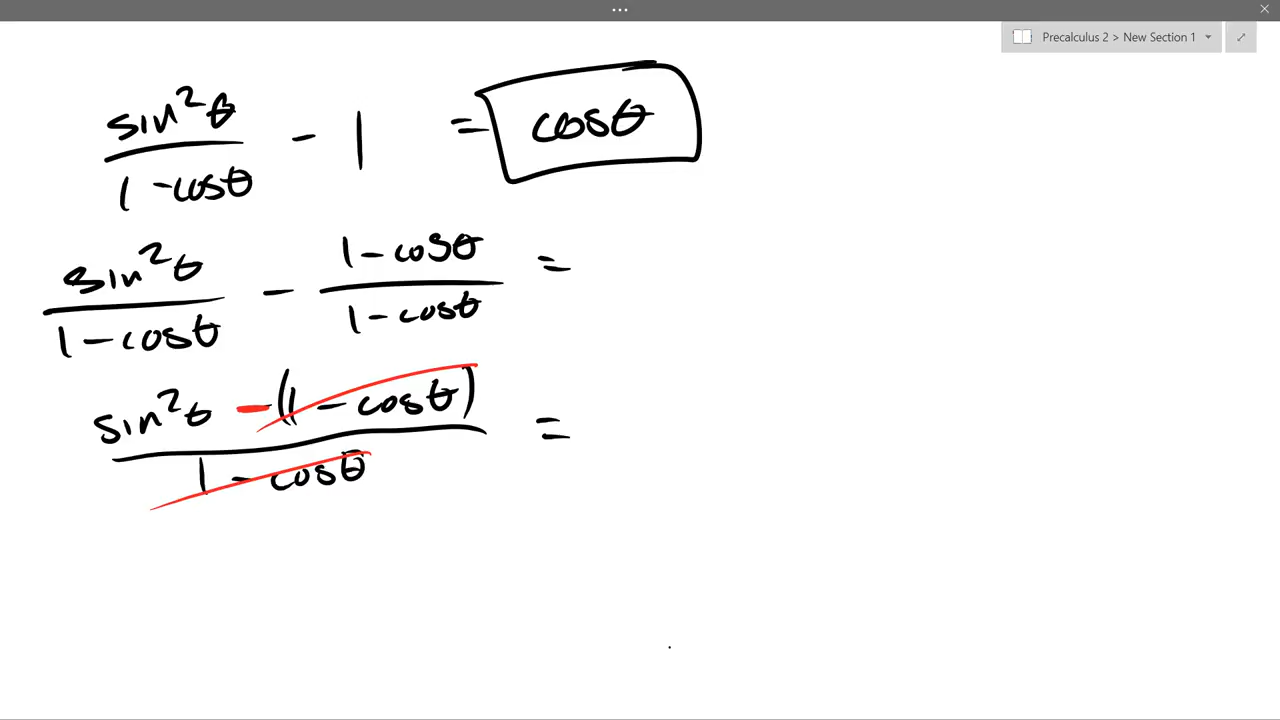 Precalculus 2 > New Section 1
sin²θ / 1 - cosθ - 1 = cosθ
sin²θ / 1 - cosθ - 1 - cosθ / 1 - cosθ =
sin²θ - (1 - cosθ) / 1 - cosθ =